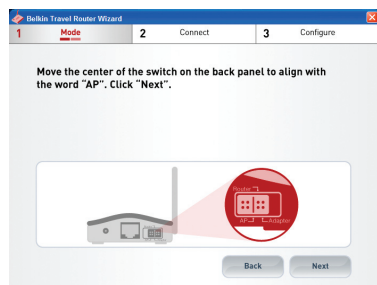 Belkin Travel Router Wizard
1 Mode 2 Connect 3 Configure
Move the center of the switch on the back panel to align with
the word “AP”. Click “Next”.
Router
AP Adapter
Back Next